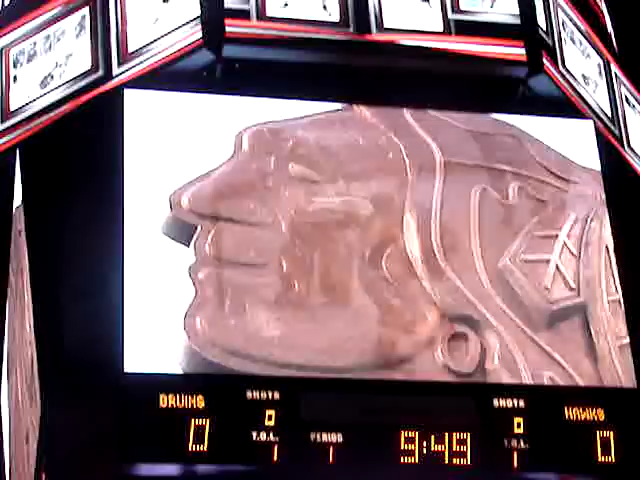 BRUINS SHOTS SHOTS HAWKS
0 0 0 0
T.O.L. PERIOD 9:49 T.O.L.
1 1 1